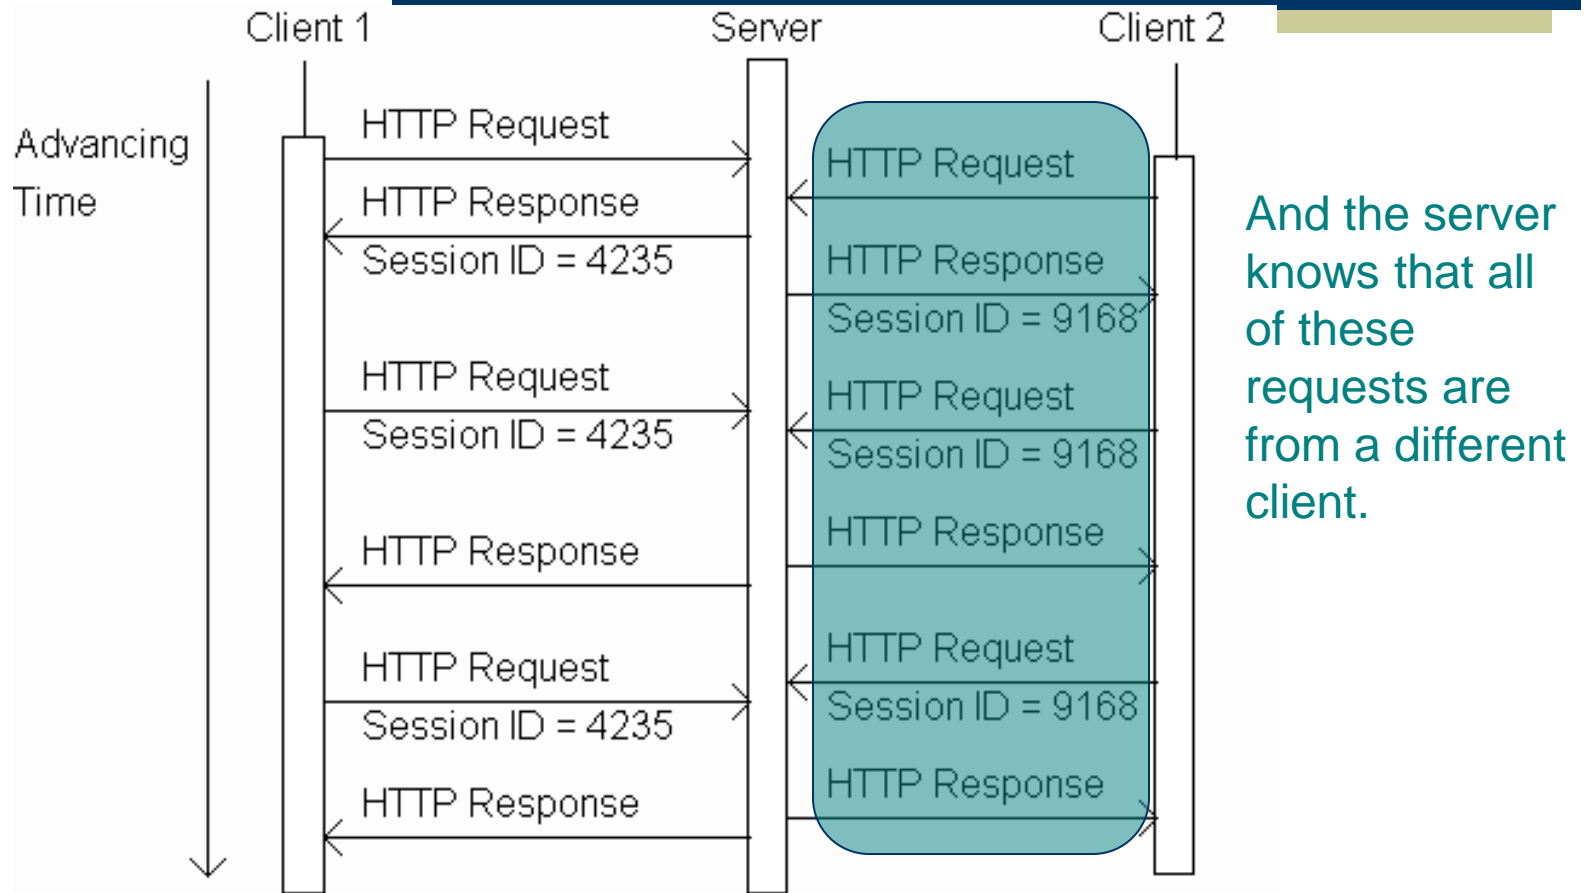 Client 1
Server
Client 2
Advancing
Time
HTTP Request
HTTP Request
HTTP Response
Session ID = 4235
HTTP Response
Session ID = 9168
HTTP Request
Session ID = 4235
HTTP Request
Session ID = 9168
HTTP Response
HTTP Response
HTTP Request
Session ID = 9168
HTTP Request
Session ID = 4235
HTTP Response
HTTP Response
And the server
knows that all
of these
requests are
from a different
client.